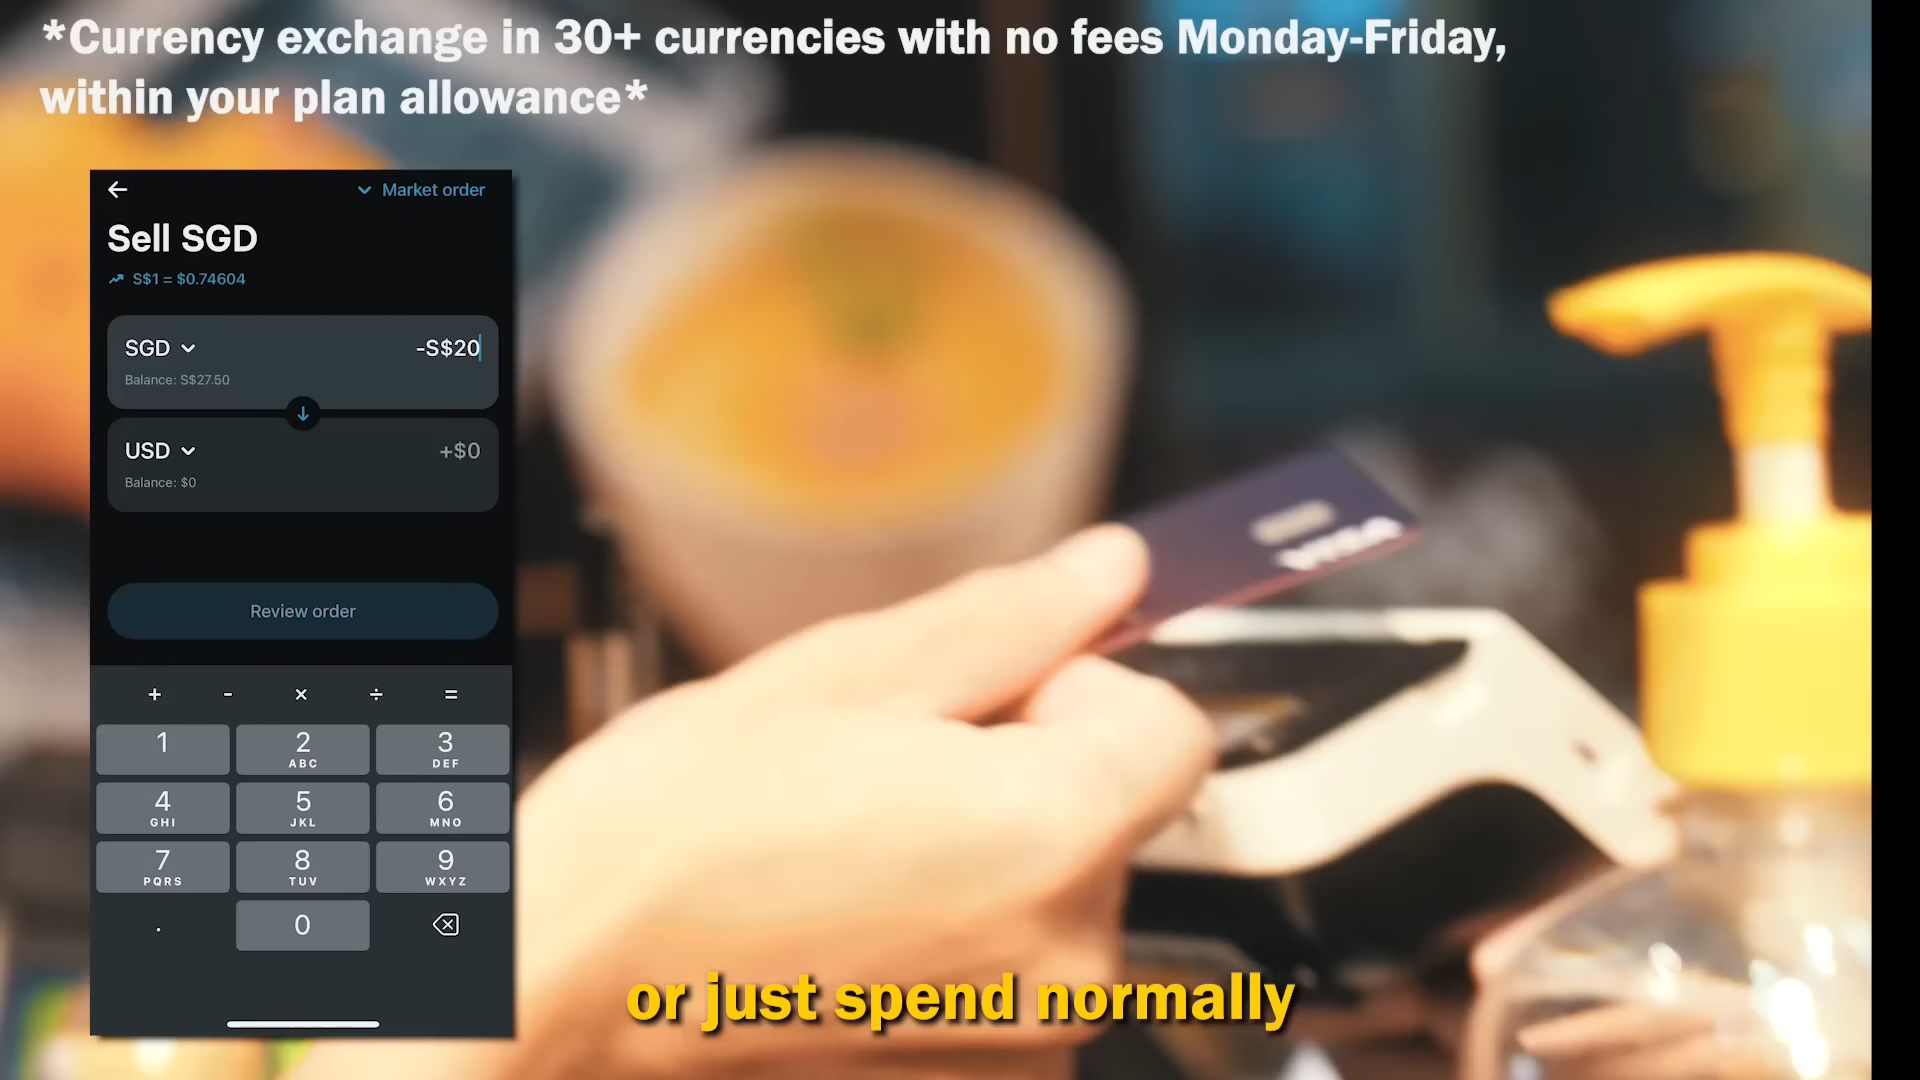 *Currency exchange in 30+ currencies with no fees Monday-Friday,
within your plan allowance*
Market order
Sell SGD
S$1 = $0.74604
SGD -S$20
Balance: S$27.50
USD +$0
Balance: $0
Review order
+ - × ÷ =
1 2 3
ABC DEF
4 5 6
GHI JKL MNO
7 8 9
PQRS TUV WXYZ
. 0
or just spend normally